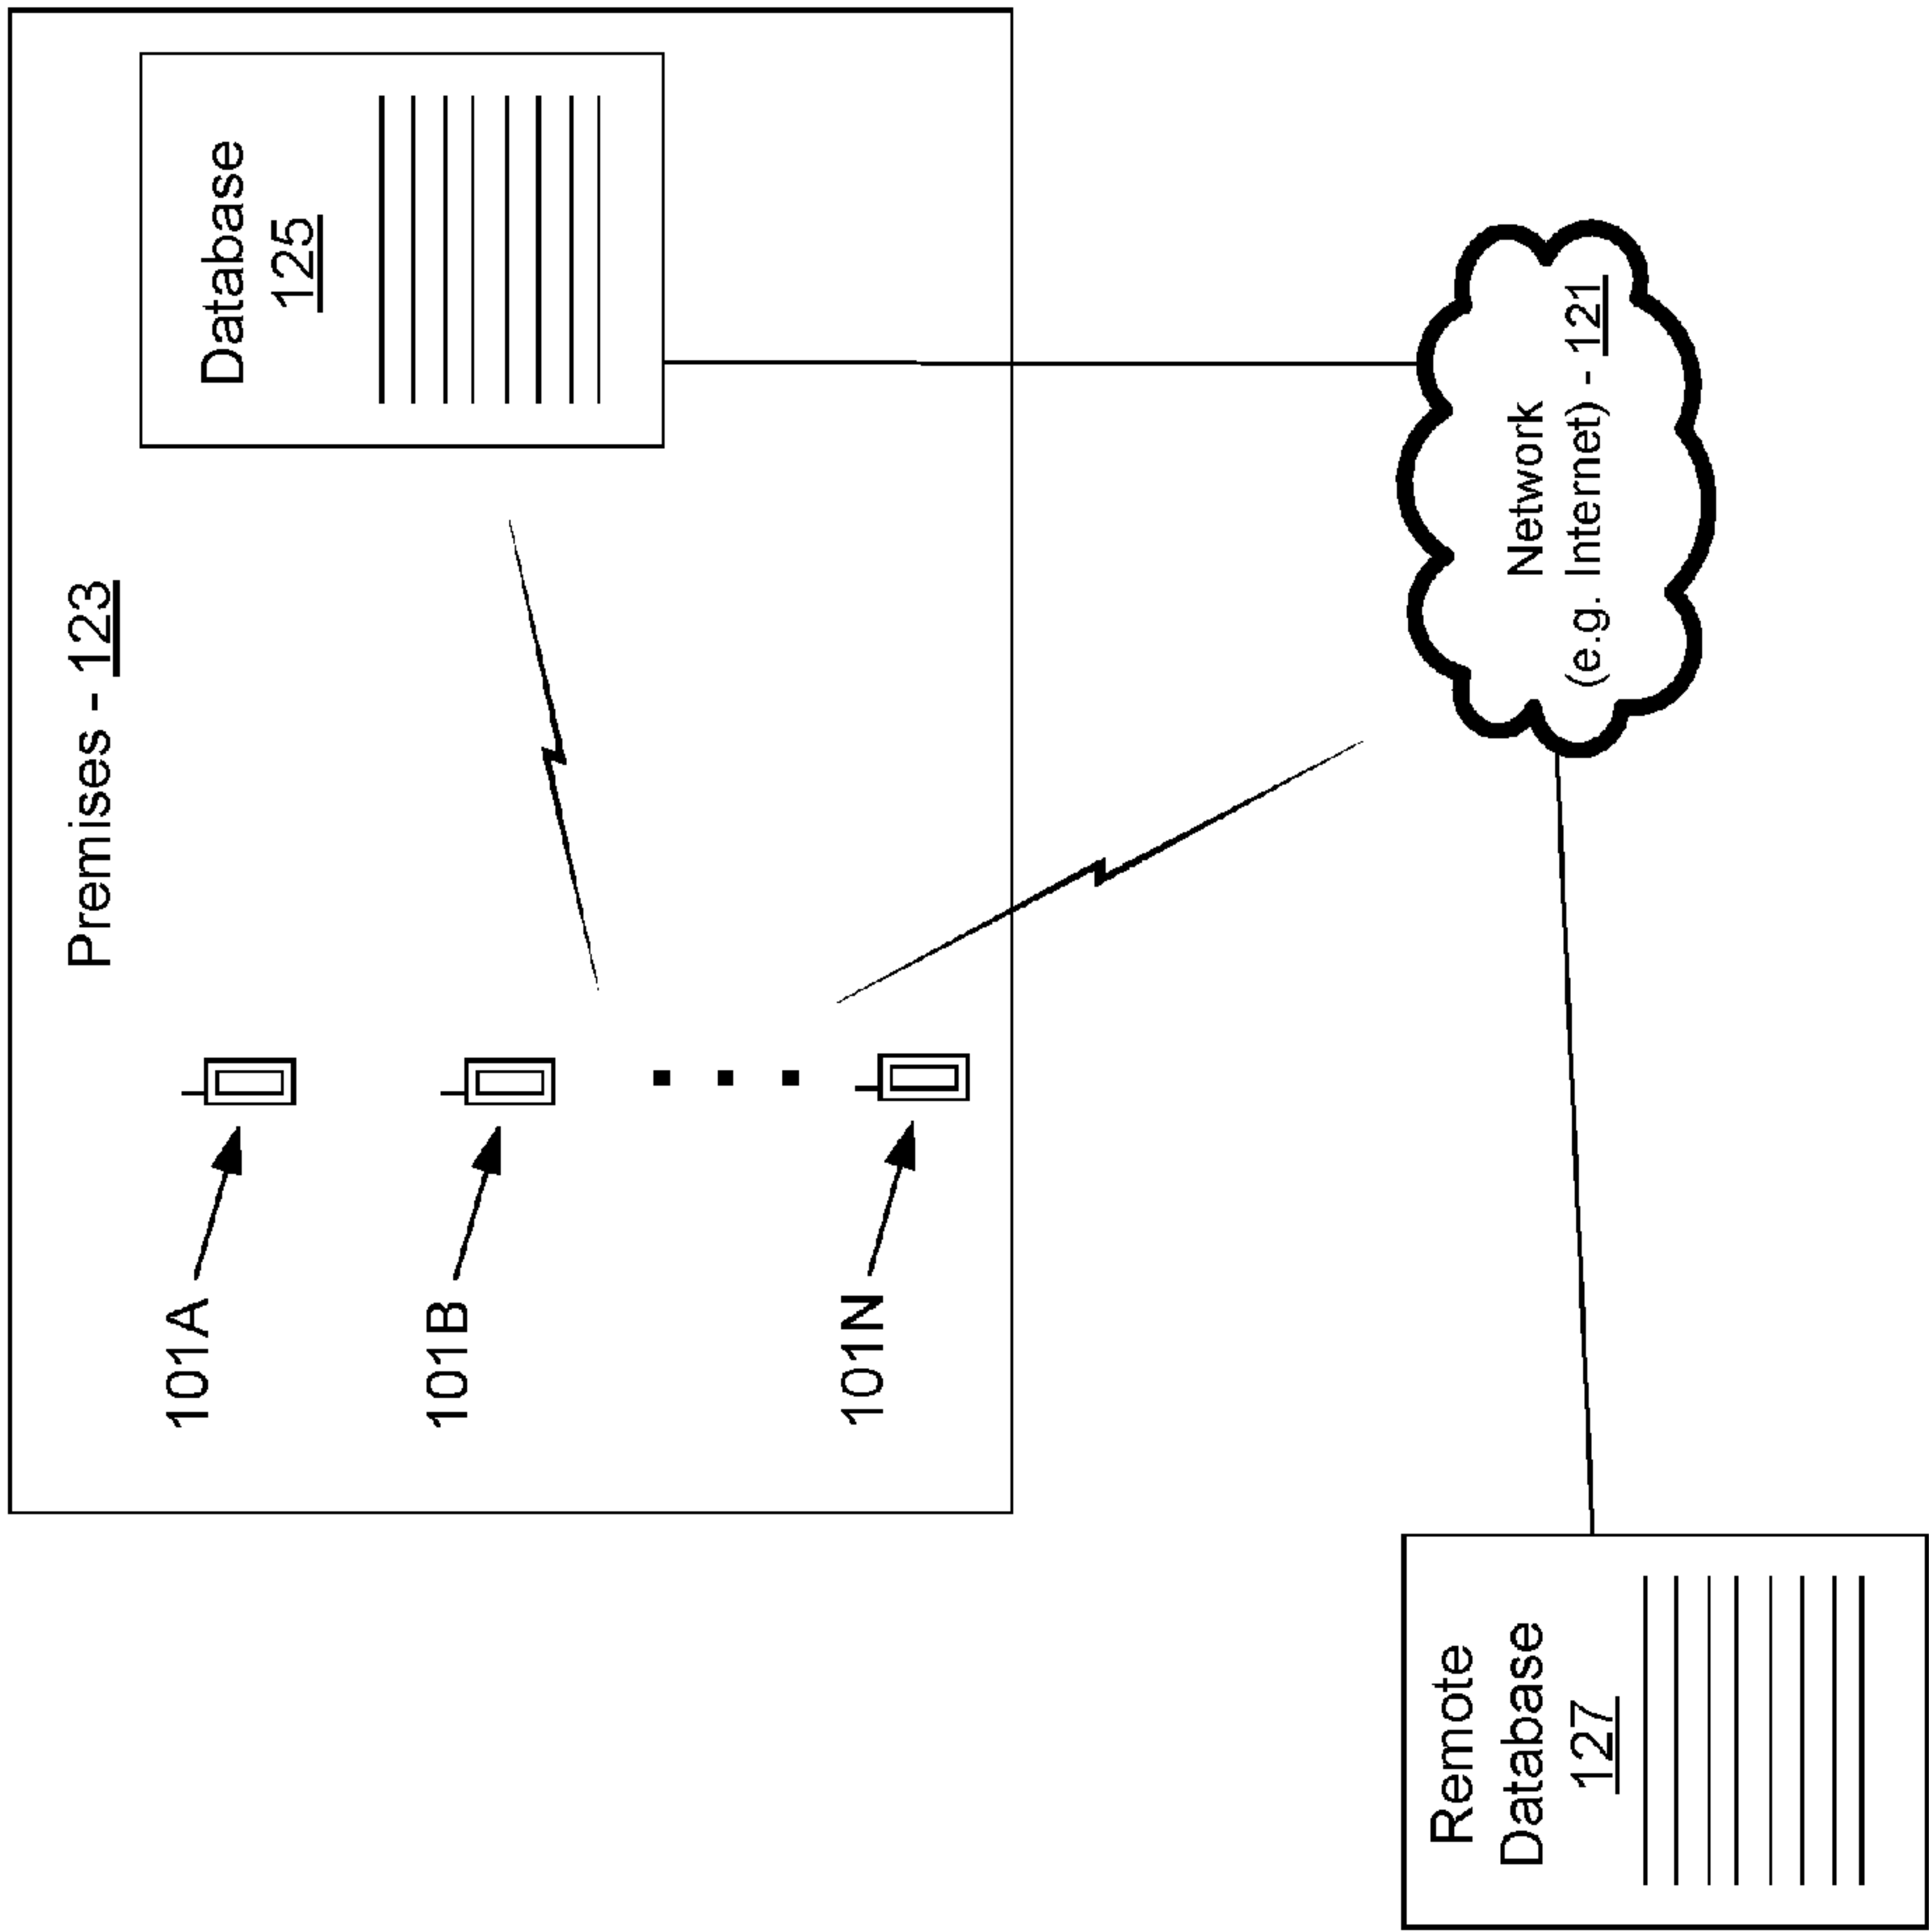 Premises - 123
101A
101B
101N
Database
125
Remote
Database
127
Network
(e.g. Internet) - 121